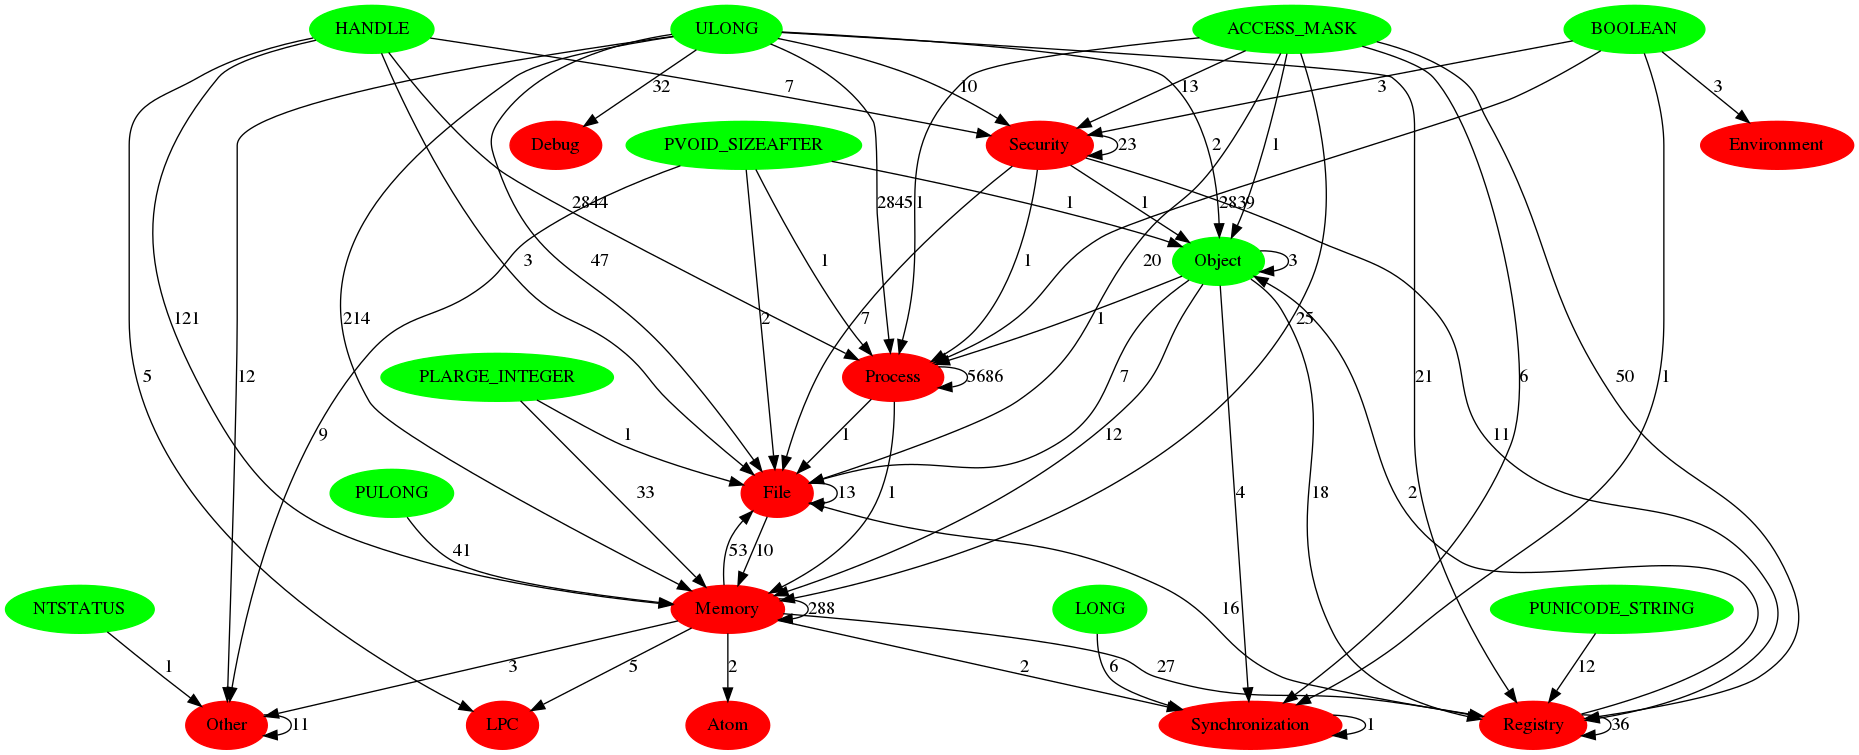 HANDLE ULONG ACCESS_MASK BOOLEAN
32 7 10 13 3 3
Debug PVOID_SIZEAFTER Security 23 Environment
2844 2845 1 1 1 2839 2 1
3 47 1 1 20 Object 3
121 214 2 7 1 25
5 12 PLARGE_INTEGER Process 5686 7 21 6 50 1
9 1 1 12 11
PULONG 33 File 13 1 4 18 2
41 53 10
NTSTATUS Memory 288 LONG 16 PUNICODE_STRING
1 3 5 2 2 6 27 12
Other 11 LPC Atom Synchronization 1 Registry 36